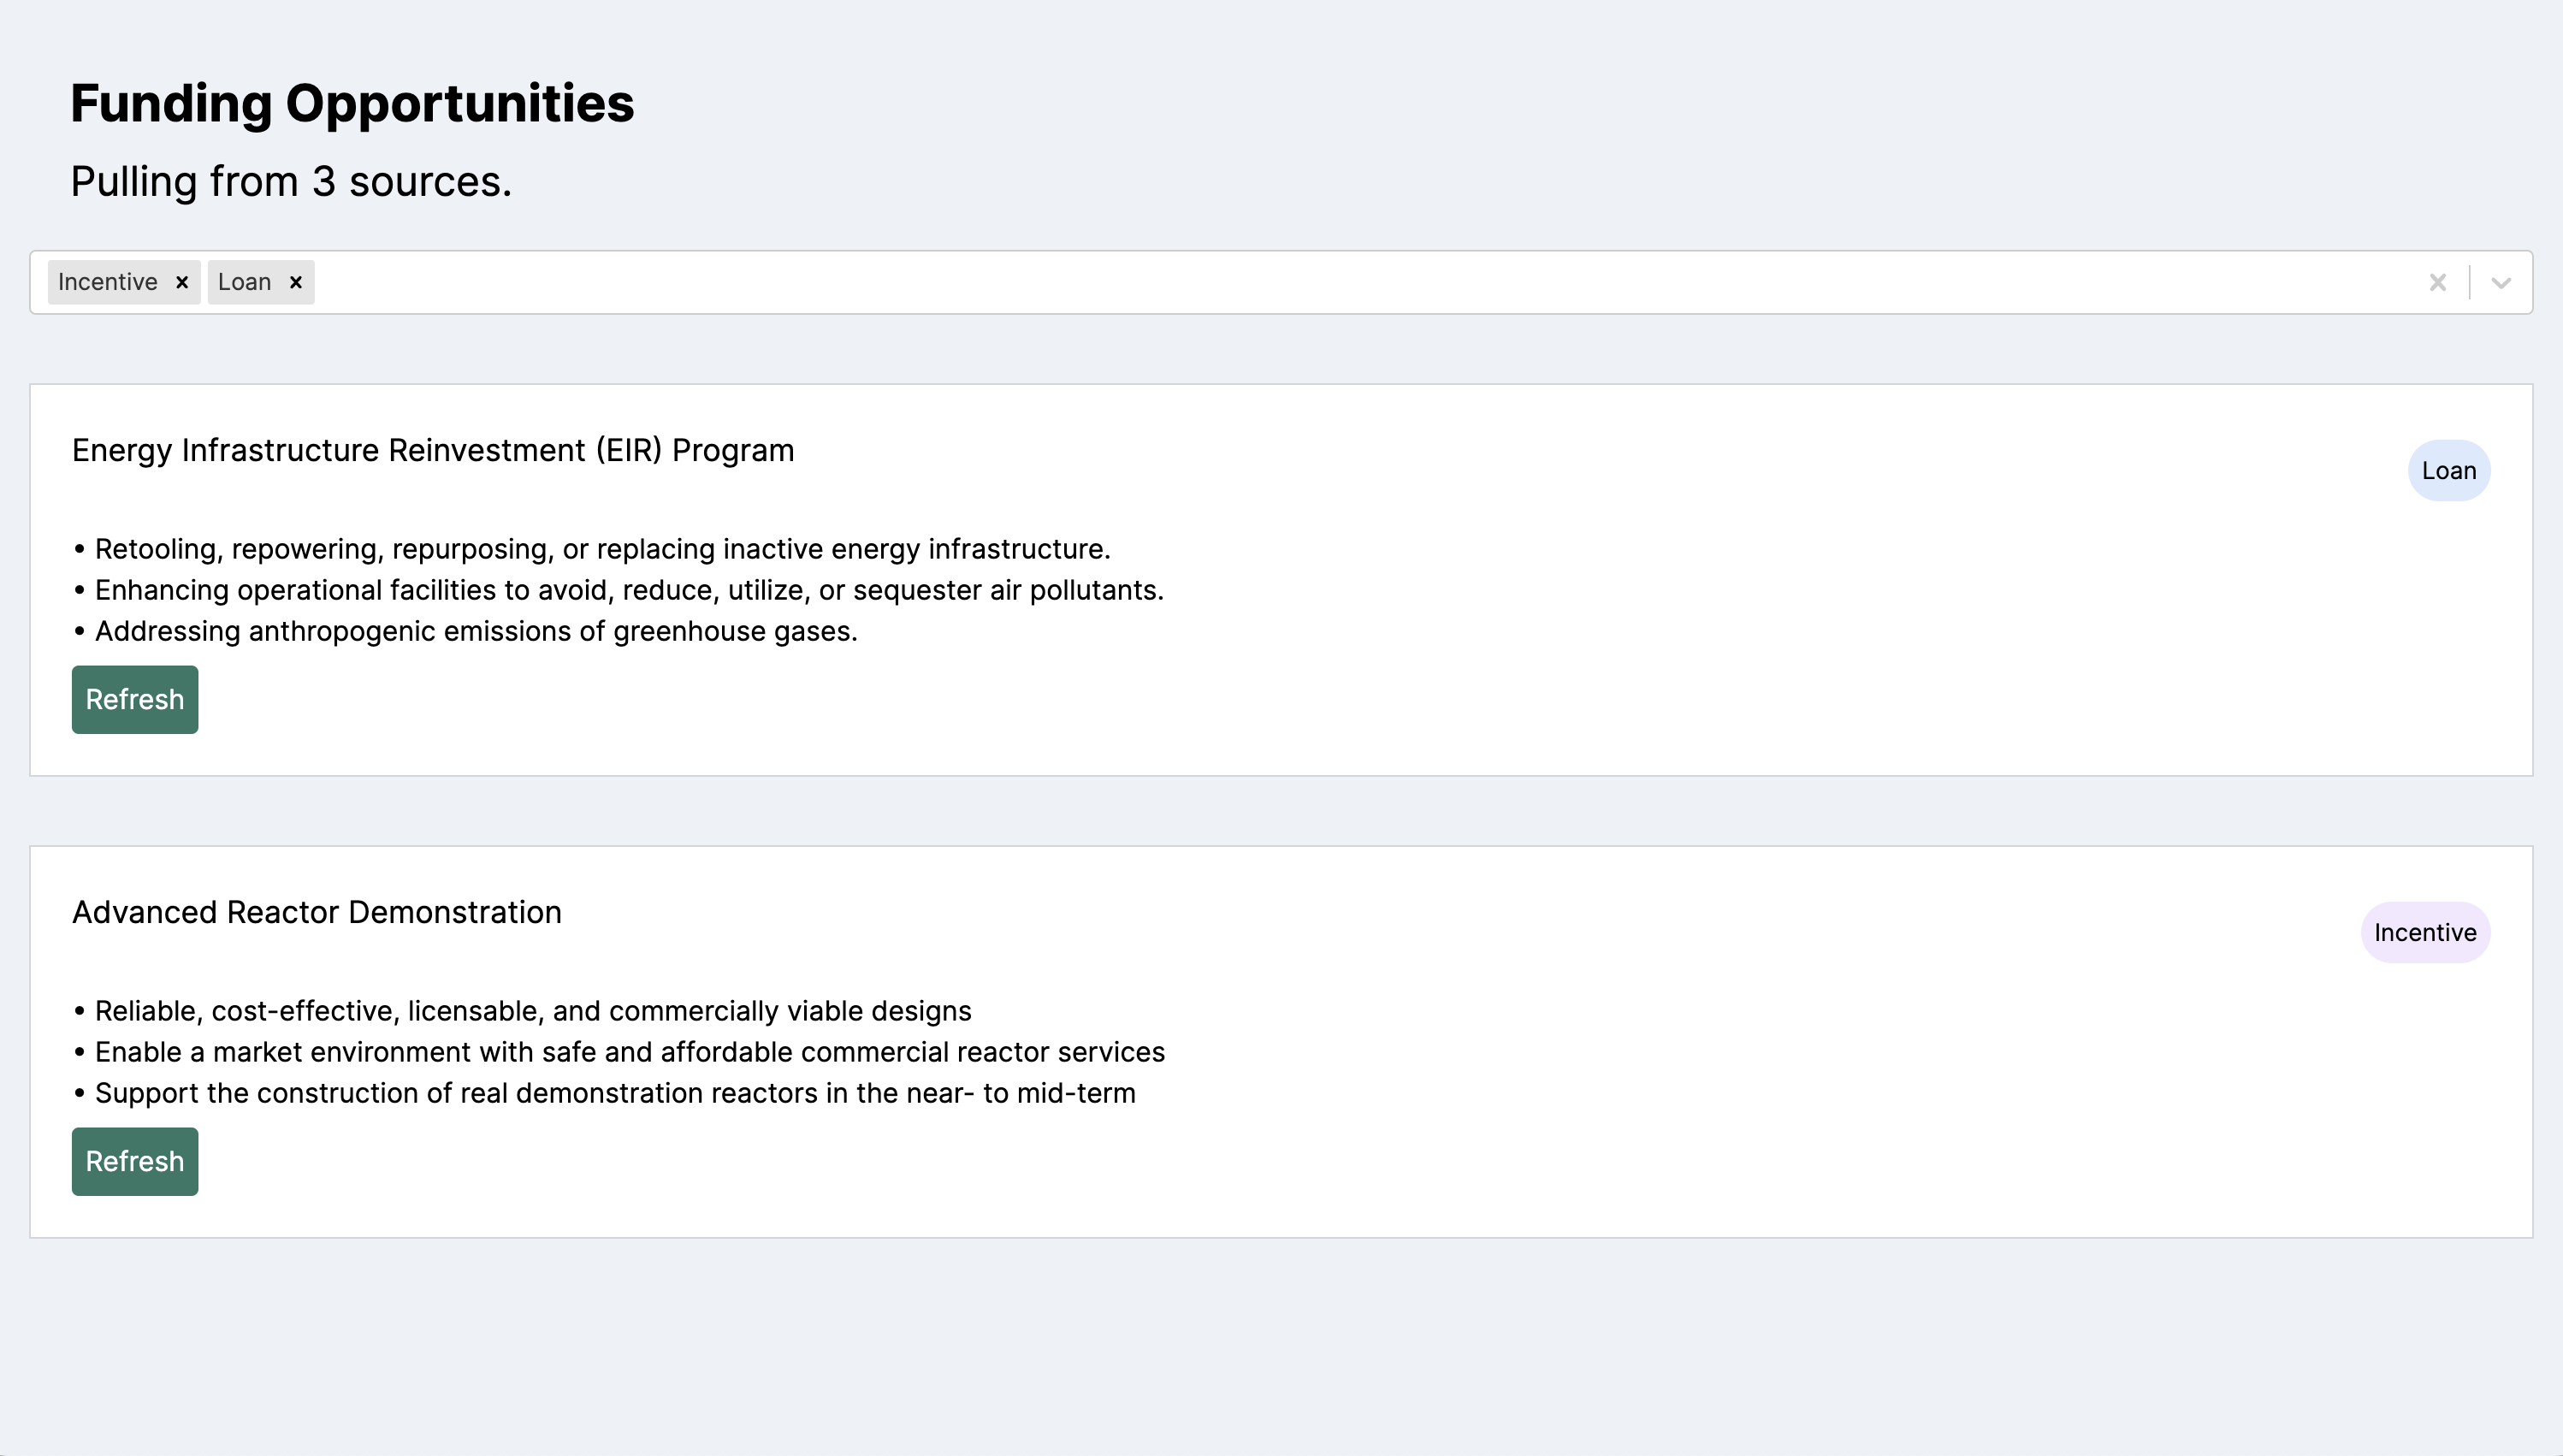 Funding Opportunities
Pulling from 3 sources.
Incentive × Loan ×
Energy Infrastructure Reinvestment (EIR) Program
Loan
• Retooling, repowering, repurposing, or replacing inactive energy infrastructure.
• Enhancing operational facilities to avoid, reduce, utilize, or sequester air pollutants.
• Addressing anthropogenic emissions of greenhouse gases.
Refresh
Advanced Reactor Demonstration
Incentive
• Reliable, cost-effective, licensable, and commercially viable designs
• Enable a market environment with safe and affordable commercial reactor services
• Support the construction of real demonstration reactors in the near- to mid-term
Refresh